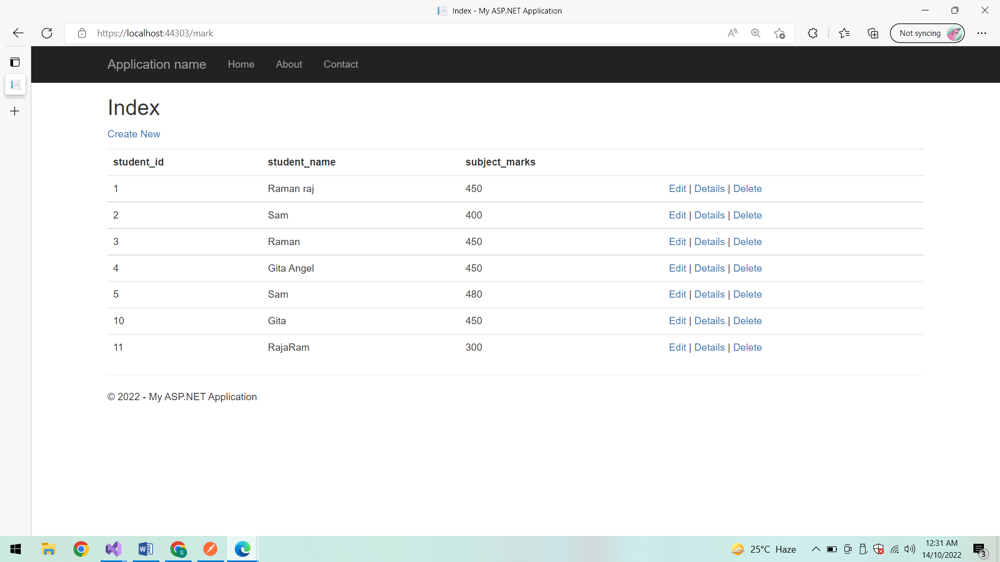 Index - My ASP.NET Application
https://localhost:44303/mark
Not syncing
Application name Home About Contact
Index
Create New
student_id student_name subject_marks
1 Raman raj 450 Edit | Details | Delete
2 Sam 400 Edit | Details | Delete
3 Raman 450 Edit | Details | Delete
4 Gita Angel 450 Edit | Details | Delete
5 Sam 480 Edit | Details | Delete
10 Gita 450 Edit | Details | Delete
11 RajaRam 300 Edit | Details | Delete
© 2022 - My ASP.NET Application
25°C Haze
12:31 AM
14/10/2022
3